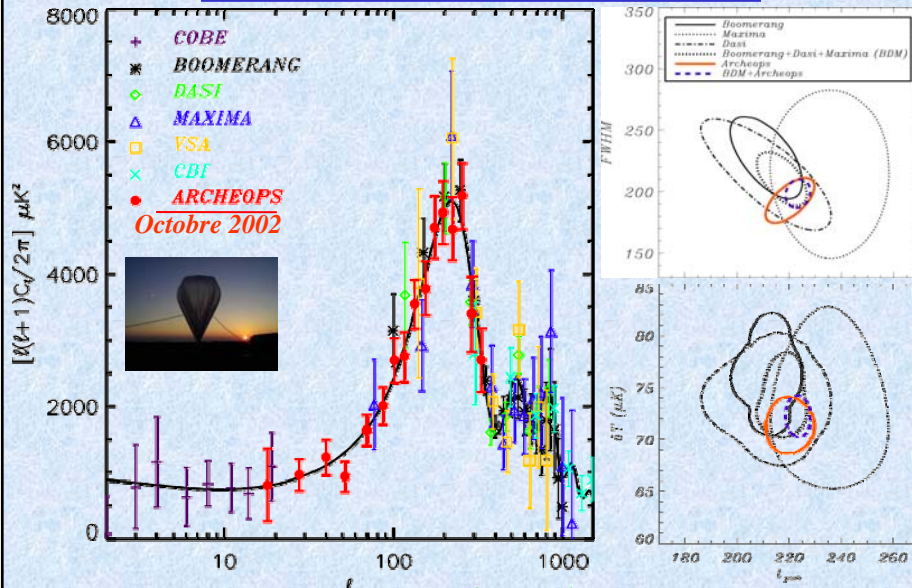 8000
6000
4000
2000
0
[ℓ(ℓ+1)Cℓ/2π] μK²
COBE
BOOMERANG
DASI
MAXIMA
VSA
CBI
ARCHEOPS
Octobre 2002
10
100
1000
ℓ
350
300
250
200
150
FWHM
Boomerang
Maxima
Dasi
Boomerang+Dasi+Maxima (BDM)
Archeops
BDM+Archeops
85
80
75
70
65
60
δT (μK)
180
200
220
240
260